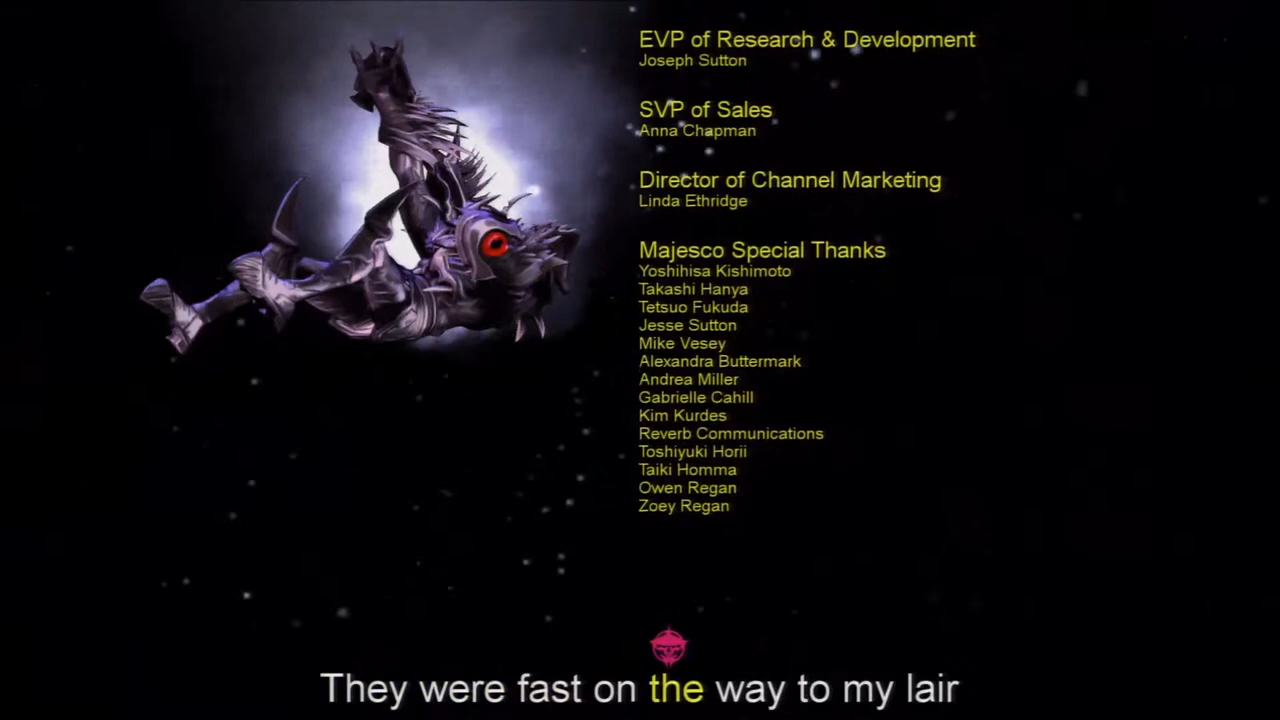 EVP of Research & Development
Joseph Sutton
SVP of Sales
Anna Chapman
Director of Channel Marketing
Linda Ethridge
Majesco Special Thanks
Yoshihisa Kishimoto
Takashi Hanya
Tetsuo Fukuda
Jesse Sutton
Mike Vesey
Alexandra Buttermark
Andrea Miller
Gabrielle Cahill
Kim Kurdes
Reverb Communications
Toshiyuki Horii
Taiki Homma
Owen Regan
Zoey Regan
They were fast on the way to my lair